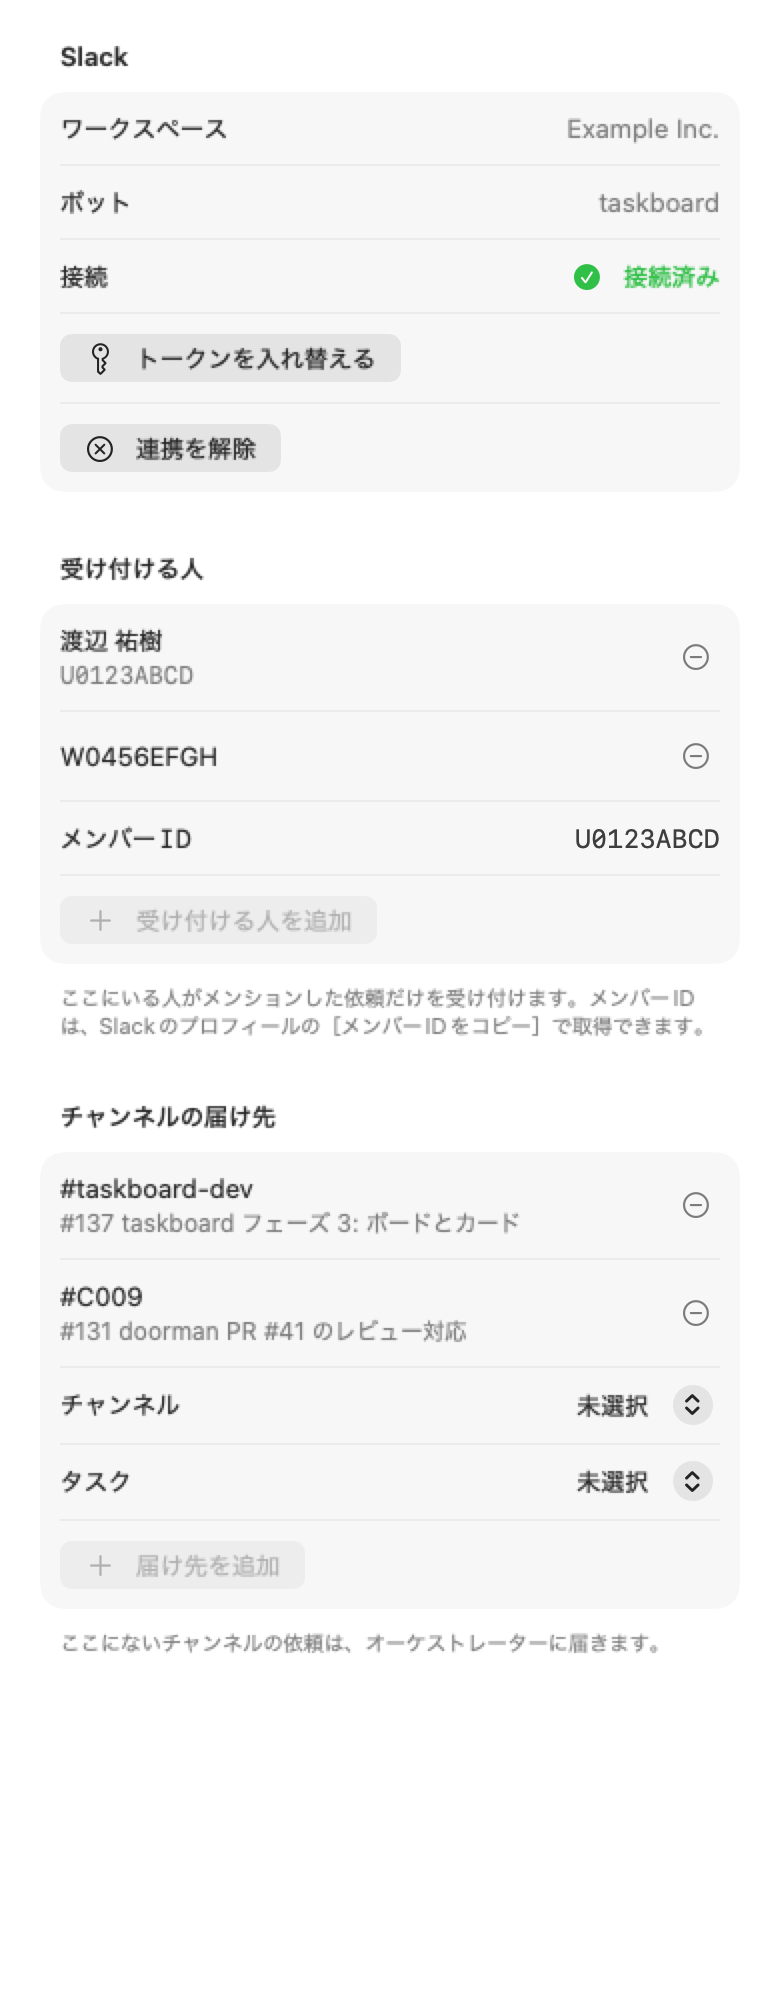 Slack
ワークスペース Example Inc.
ボット taskboard
接続 接続済み
トークンを入れ替える
連携を解除
受け付ける人
渡辺 祐樹
U0123ABCD
W0456EFGH
メンバーID U0123ABCD
受け付ける人を追加
ここにいる人がメンションした依頼だけを受け付けます。メンバーID
は、Slackのプロフィールの［メンバーIDをコピー］で取得できます。
チャンネルの届け先
#taskboard-dev
#137 taskboard フェーズ 3: ボードとカード
#C009
#131 doorman PR #41 のレビュー対応
チャンネル 未選択
タスク 未選択
届け先を追加
ここにないチャンネルの依頼は、オーケストレーターに届きます。